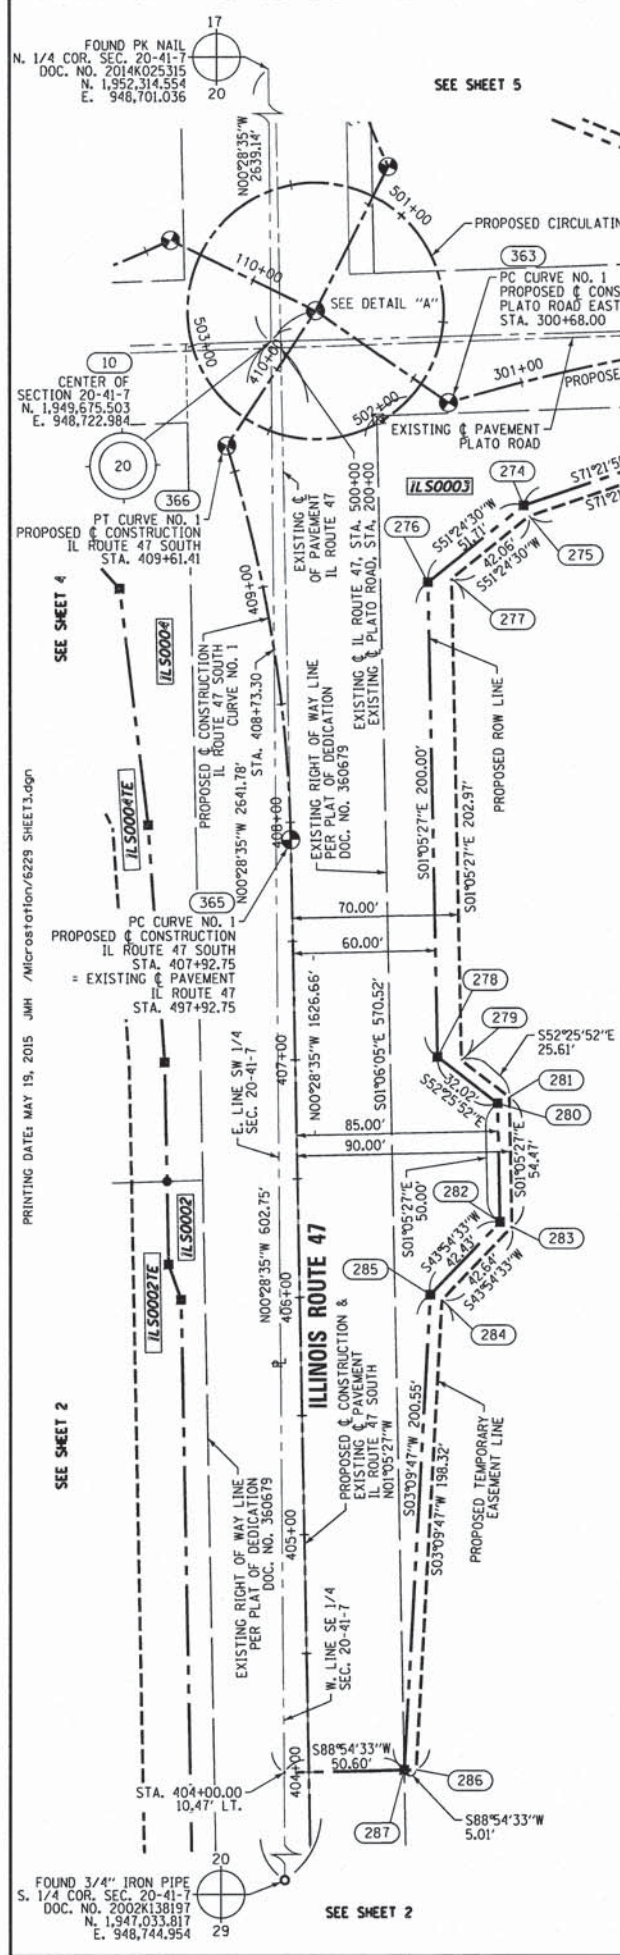 17
FOUND PK NAIL
N. 1/4 COR. SEC. 20-41-7
DOC. NO. 2014K025315
N. 1,952,314.554
E. 948,701.036
20
SEE SHEET 5
N00°28'35"W
2639.14'
501+00
PROPOSED CIRCULATIN
110+00
363
PC CURVE NO. 1
PROPOSED ℄ CONS
PLATO ROAD EAST
STA. 300+68.00
SEE DETAIL "A"
503+00
410+00
10
CENTER OF
SECTION 20-41-7
N. 1,949,675.503
E. 948,722.984
20
301+00
PROPOSE
502+00
EXISTING ℄ PAVEMENT
PLATO ROAD
366
PT CURVE NO. 1
PROPOSED ℄ CONSTRUCTION
IL ROUTE 47 SOUTH
STA. 409+61.41
EXISTING ℄
OF PAVEMENT
IL ROUTE 47
EXISTING ℄ IL ROUTE 47, STA. 500+00
EXISTING ℄ PLATO ROAD, STA. 200+00
ILS0003
274
S71°21'5
S71°2
276
S51°24'30"W
51.71'
42.06'
S51°24'30"W
275
277
SEE SHEET 4
ILS0004
409+00
PROPOSED ℄ CONSTRUCTION
IL ROUTE 47 SOUTH
CURVE NO. 1
STA. 408+73.30
EXISTING RIGHT OF WAY LINE
PER PLAT OF DEDICATION
DOC. NO. 360679
PROPOSED ROW LINE
S01°05'27"E 200.00'
S01°05'27"E 202.97'
ILS0004TE
N00°28'35"W 2641.78'
408+00
365
PC CURVE NO. 1
PROPOSED ℄ CONSTRUCTION
IL ROUTE 47 SOUTH
STA. 407+92.75
= EXISTING ℄ PAVEMENT
IL ROUTE 47
STA. 497+92.75
70.00'
60.00'
PRINTING DATE: MAY 19, 2015 JMH /Microstation/6229 SHEET3.dgn
278
279
S52°25'52"E
25.61'
E. LINE SW 1/4
SEC. 20-41-7
407+00
N00°28'35"W 1626.66'
S01°06'05"E 570.52'
32.02'
S52°25'52"E
281
280
85.00'
90.00'
S01°05'27"E
50.00'
S01°05'27"E
54.47'
282
283
ILS0002
ILS0002TE
N00°28'35"W 602.75'
406+00
ILLINOIS ROUTE 47
S43°54'33"W
42.43'
42.64'
S43°54'33"W
285
284
PROPOSED ℄ CONSTRUCTION &
EXISTING ℄ PAVEMENT
IL ROUTE 47 SOUTH
N01°05'27"W
S03°09'47"W 200.55'
S03°09'47"W 198.32'
PROPOSED TEMPORARY
EASEMENT LINE
SEE SHEET 2
EXISTING RIGHT OF WAY LINE
PER PLAT OF DEDICATION
DOC. NO. 360679
405+00
W. LINE SE 1/4
SEC. 20-41-7
404+00
STA. 404+00.00
10.47' LT.
S88°54'33"W
50.60'
286
287
S88°54'33"W
5.01'
20
FOUND 3/4" IRON PIPE
S. 1/4 COR. SEC. 20-41-7
DOC. NO. 2002K138197
N. 1,947,033.817
E. 948,744.954
29
SEE SHEET 2